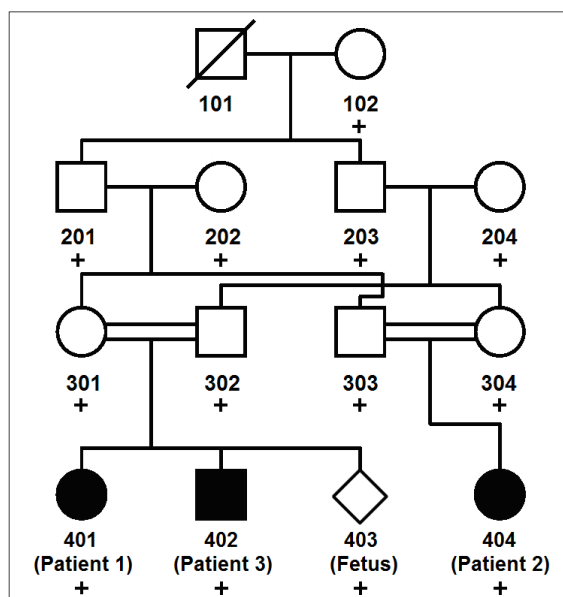 101 102
+
201 202 203 204
+ + + +
301 302 303 304
+ + + +
401 402 403 404
(Patient 1) (Patient 3) (Fetus) (Patient 2)
+ + + +